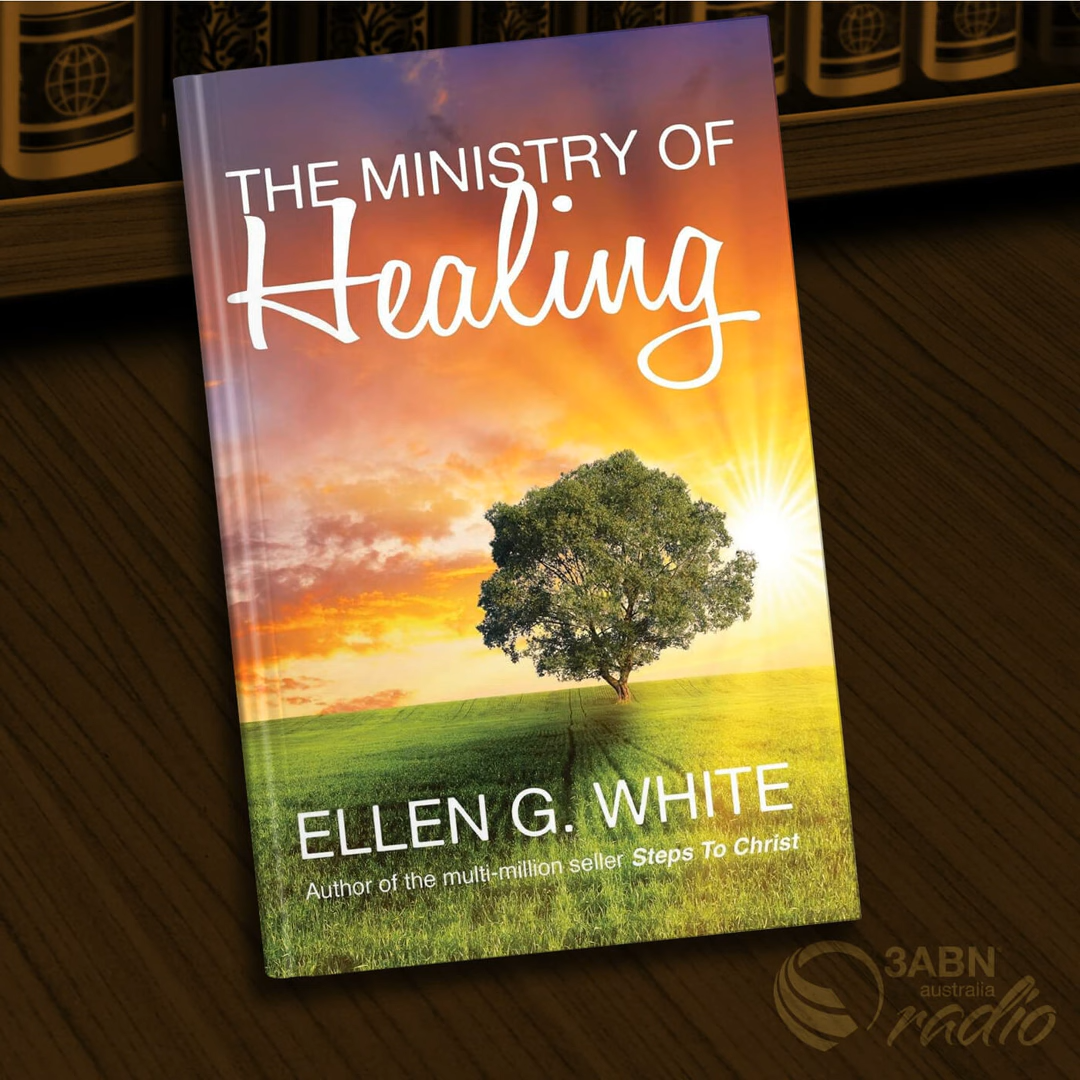 THE MINISTRY OF
Healing
ELLEN G. WHITE
Author of the multi-million seller Steps To Christ
3ABN
australia
radio